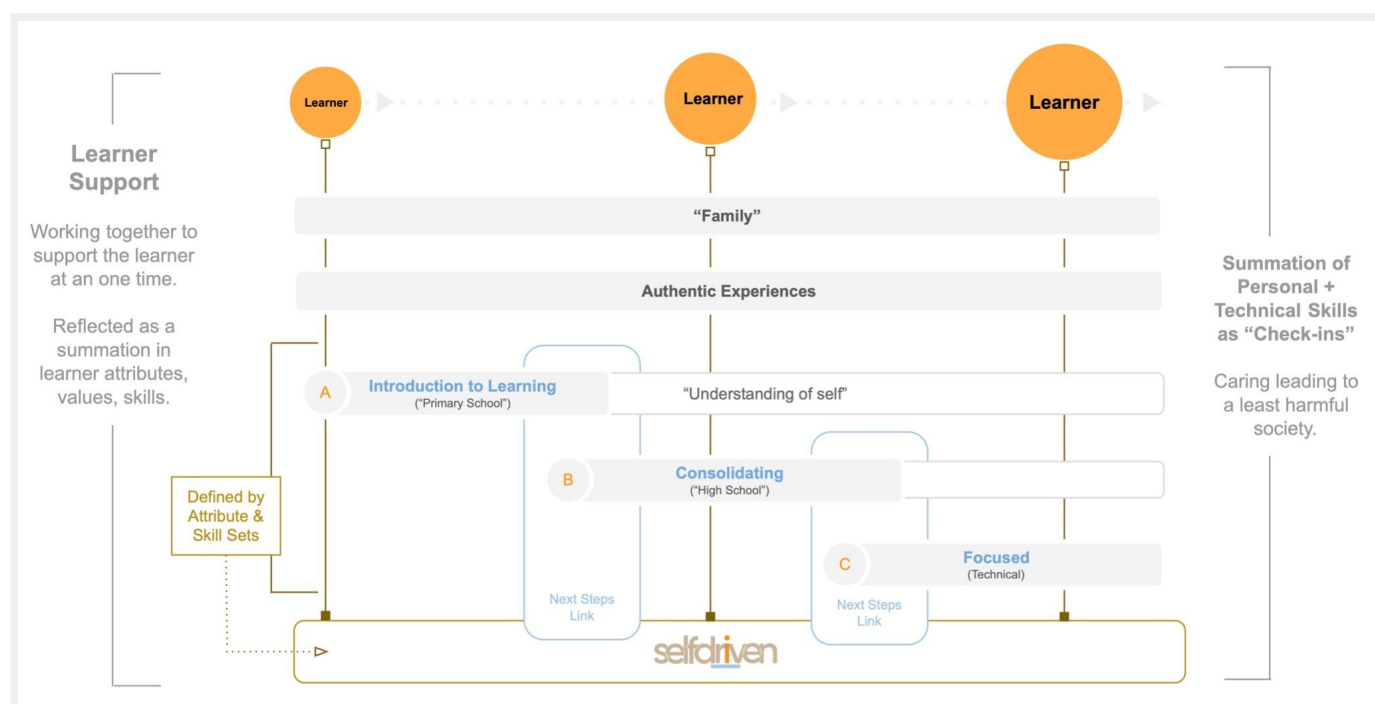 Learner
Learner
Learner
Learner
Support
Working together to
support the learner
at an one time.
Reflected as a
summation in
learner attributes,
values, skills.
“Family”
Authentic Experiences
Summation of
Personal +
Technical Skills
as “Check-ins”
Caring leading to
a least harmful
society.
A
Introduction to Learning
(“Primary School”)
“Understanding of self”
B
Consolidating
(“High School”)
Defined by
Attribute &
Skill Sets
C
Focused
(Technical)
Next Steps
Link
Next Steps
Link
selfdriven